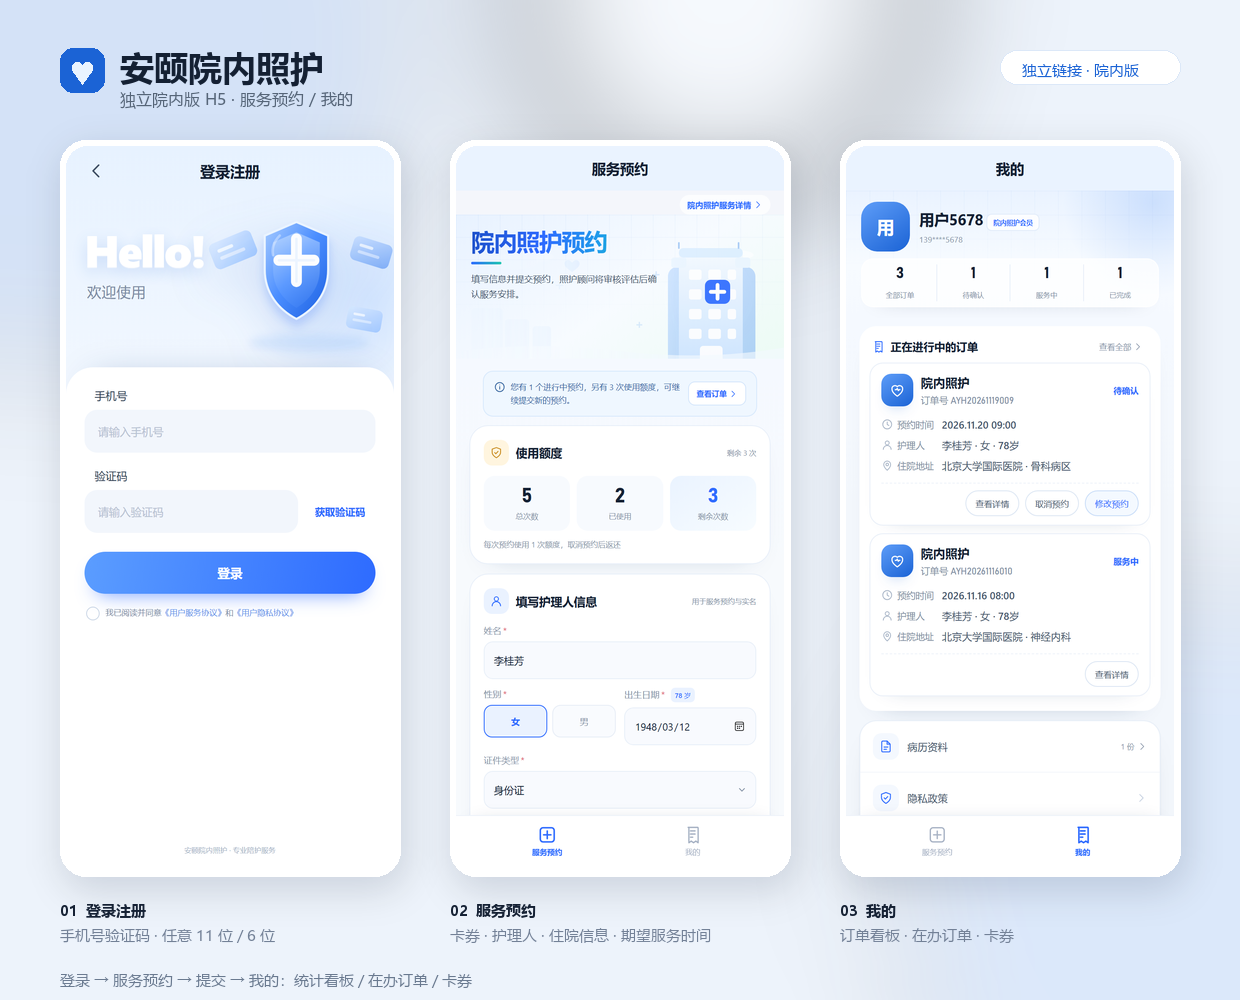 安颐院内照护
独立院内版 H5 · 服务预约 / 我的
独立链接 · 院内版
登录注册
Hello!
欢迎使用
手机号
请输入手机号
验证码
请输入验证码
获取验证码
登录
我已阅读并同意《用户服务协议》和《用户隐私协议》
安颐院内照护 · 专业陪护服务
01 登录注册
手机号验证码 · 任意 11 位 / 6 位
服务预约
院内照护服务详情
院内照护预约
填写信息并提交预约，照护顾问将审核评估后确
认服务安排。
您有 1 个进行中预约，另有 3 次使用额度，可继
续提交新的预约。
查看订单
使用额度
剩余 3 次
5
总次数
2
已使用
3
剩余次数
每次预约使用 1 次额度，取消预约后返还
填写护理人信息
用于服务预约与实名
姓名*
李桂芳
性别*
女
男
出生日期*
78 岁
1948/03/12
证件类型*
身份证
服务预约
我的
02 服务预约
卡券 · 护理人 · 住院信息 · 期望服务时间
我的
用
用户5678
院内照护会员
139****5678
3
全部订单
1
待确认
1
服务中
1
已完成
正在进行中的订单
查看全部
院内照护
订单号 AYH20261119009
待确认
预约时间 2026.11.20 09:00
护理人 李桂芳 · 女 · 78岁
住院地址 北京大学国际医院 · 骨科病区
查看详情
取消预约
修改预约
院内照护
订单号 AYH20261116010
服务中
预约时间 2026.11.16 08:00
护理人 李桂芳 · 女 · 78岁
住院地址 北京大学国际医院 · 神经内科
查看详情
病历资料
1 份
隐私政策
服务预约
我的
03 我的
订单看板 · 在办订单 · 卡券
登录 → 服务预约 → 提交 → 我的：统计看板 / 在办订单 / 卡券